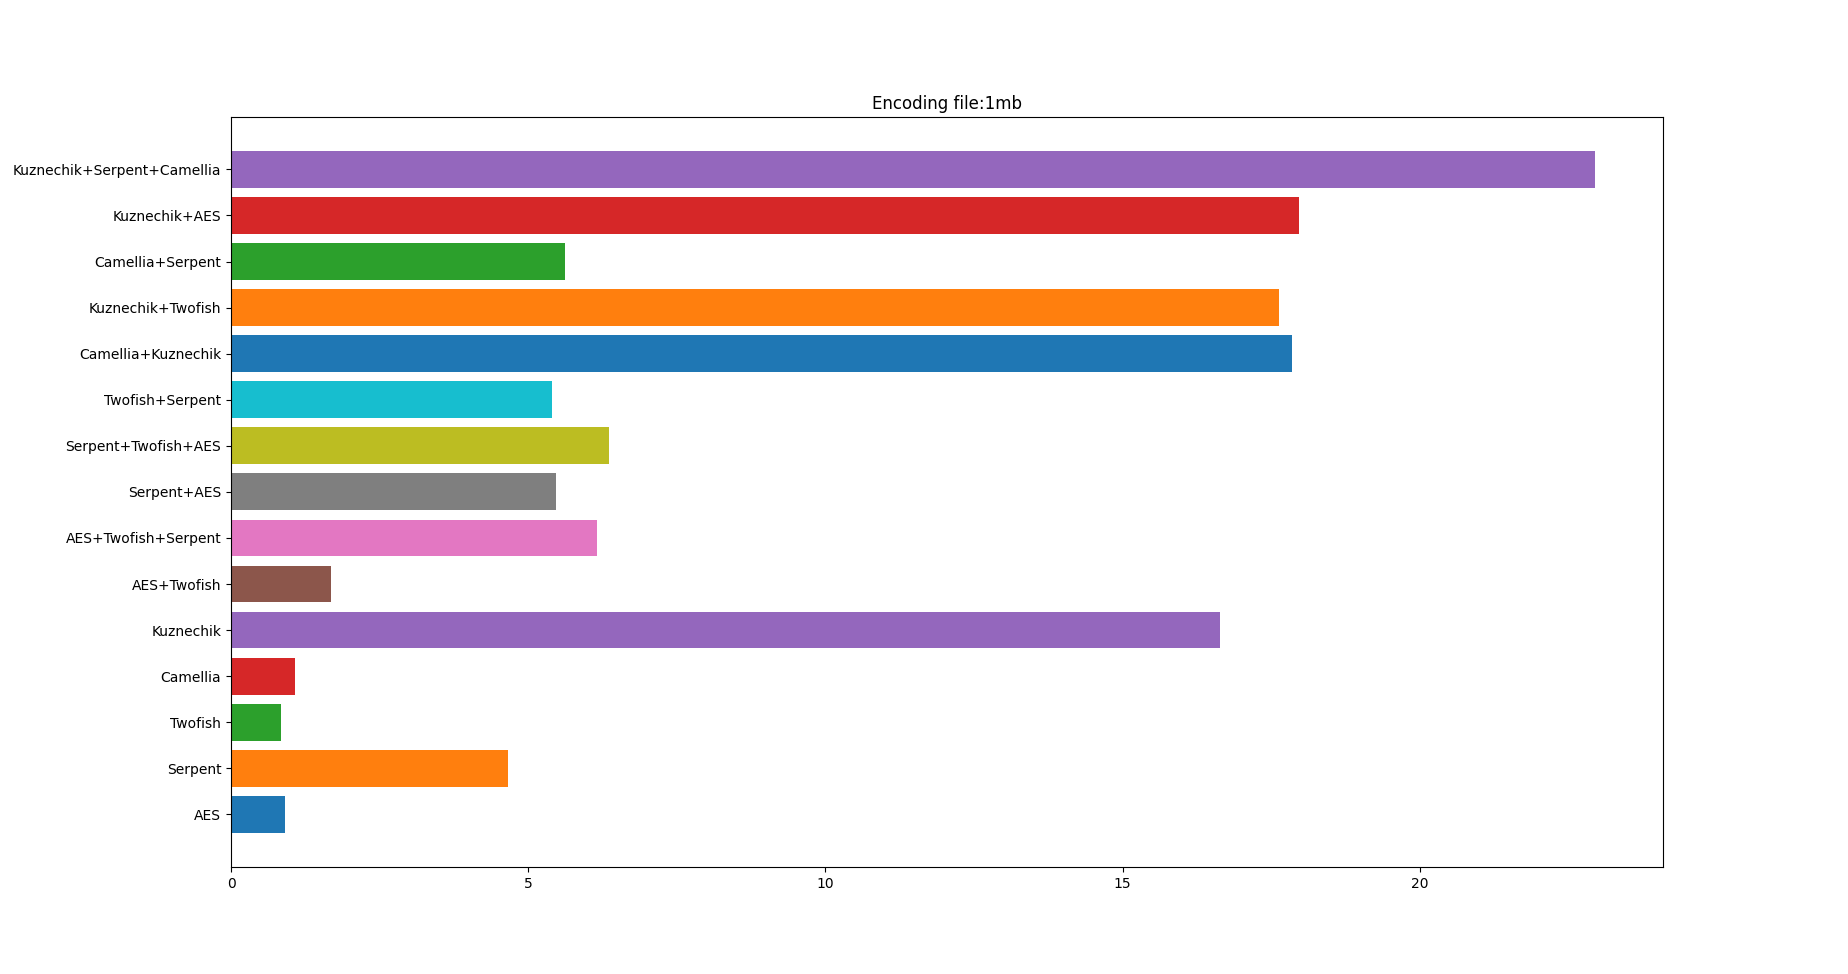 Encoding file:1mb
Kuznechik+Serpent+Camellia
Kuznechik+AES
Camellia+Serpent
Kuznechik+Twofish
Camellia+Kuznechik
Twofish+Serpent
Serpent+Twofish+AES
Serpent+AES
AES+Twofish+Serpent
AES+Twofish
Kuznechik
Camellia
Twofish
Serpent
AES
0 5 10 15 20